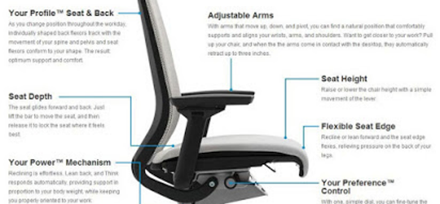 Your Profile™ Seat & Back
As you change position throughout the workday,
individually shaped back flexors track with the
movement of your spine and pelvis and seat
flexors conform to your shape. The result:
optimum support and comfort.
Seat Depth
The seat glides forward and back. Just
lift the bar to move the seat, and then
release it to lock the seat where it feels
best.
Your Power™ Mechanism
Reclining is effortless. Lean back, and Think
responds automatically, providing support in
proportion to your body weight, while keeping
you properly oriented to your work.
Adjustable Arms
With arms that move up, down, and pivot, you can find a natural position that comfortably
supports and aligns your wrists, arms, and shoulders. Want to get closer to your work? Pull
up your chair, and when the the arms come in contact with the desktop, they automatically
retract up to three inches.
Seat Height
Raise or lower the chair height with a simple
movement of the lever.
Flexible Seat Edge
Recline or lean forward and the seat edge
flexes, relieving pressure on the back of your
legs.
Your Preference™
Control
With one, simple dial, you can fine tune the